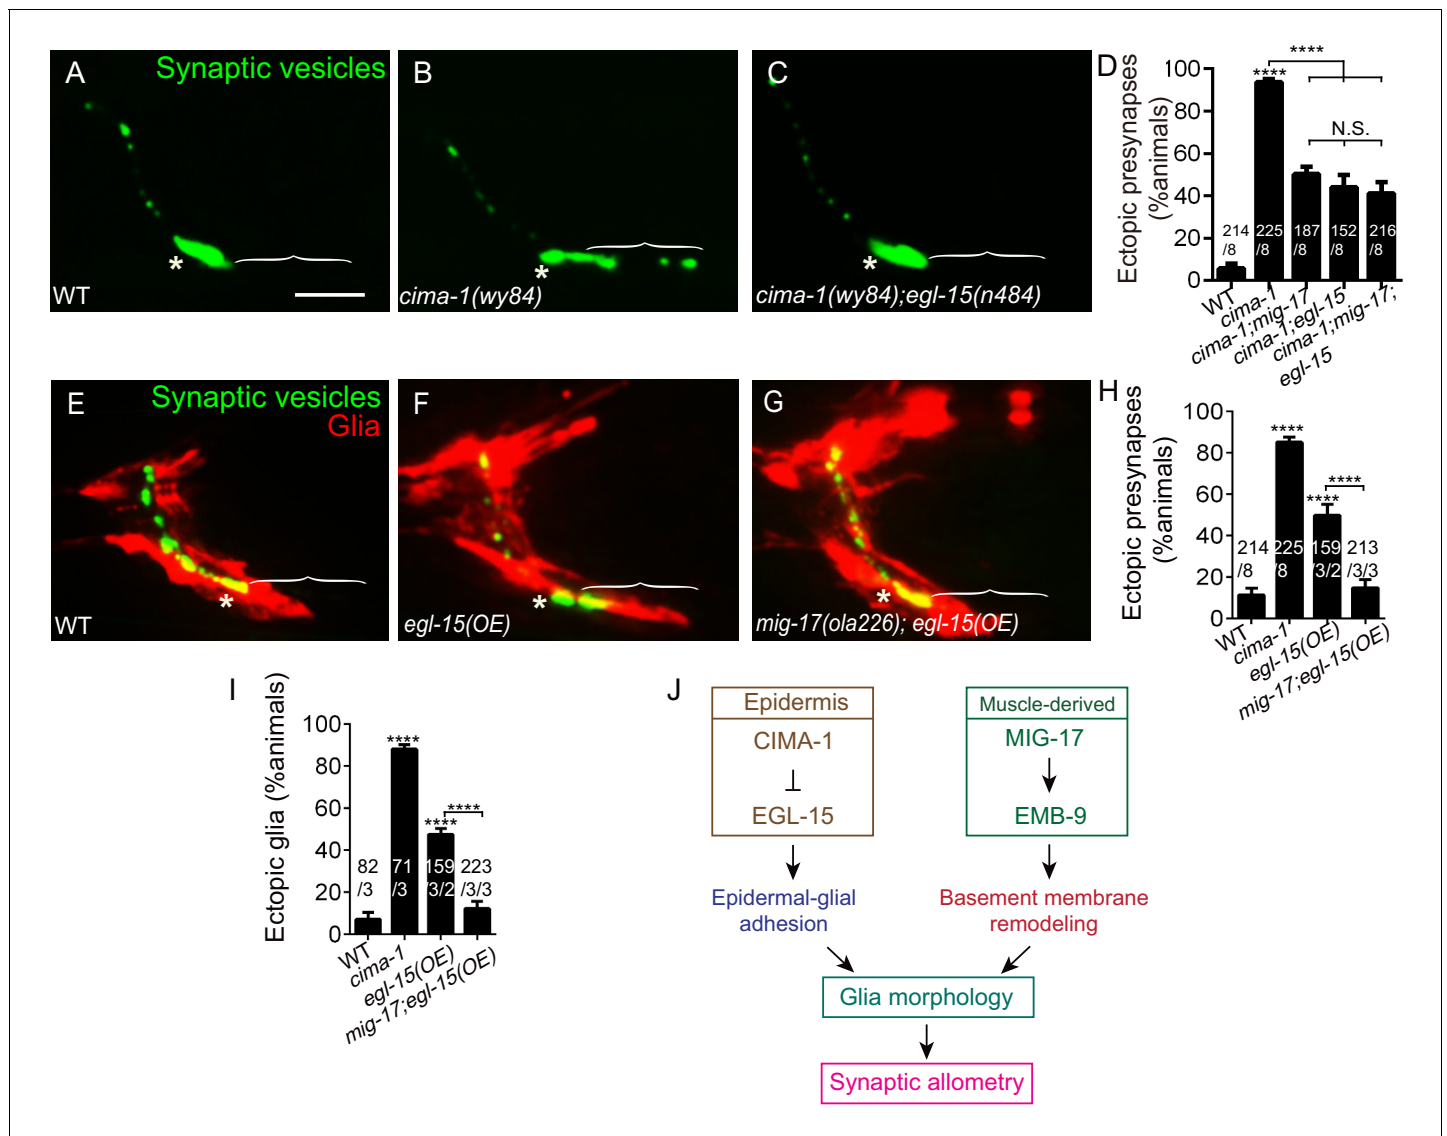 A
Synaptic vesicles
*
WT
B
*
cima-1(wy84)
C
*
cima-1(wy84);egl-15(n484)
D
Ectopic presynapses
(%animals)
100
80
60
40
20
0
****
****
N.S.
214
/8
225
/8
187
/8
152
/8
216
/8
WT
cima-1
cima-1;mig-17
cima-1;egl-15
cima-1;mig-17;
egl-15
E
Synaptic vesicles
Glia
*
WT
F
*
egl-15(OE)
G
*
mig-17(ola226); egl-15(OE)
H
Ectopic presynapses
(%animals)
100
80
60
40
20
0
****
****
****
214
/8
225
/8
159
/3/2
213
/3/3
WT
cima-1
egl-15(OE)
mig-17;egl-15(OE)
I
Ectopic glia (%animals)
100
80
60
40
20
0
****
****
****
82
/3
71
/3
159
/3/2
223
/3/3
WT
cima-1
egl-15(OE)
mig-17;egl-15(OE)
J
Epidermis
CIMA-1
EGL-15
Muscle-derived
MIG-17
EMB-9
Epidermal-glial
adhesion
Basement membrane
remodeling
Glia morphology
Synaptic allometry